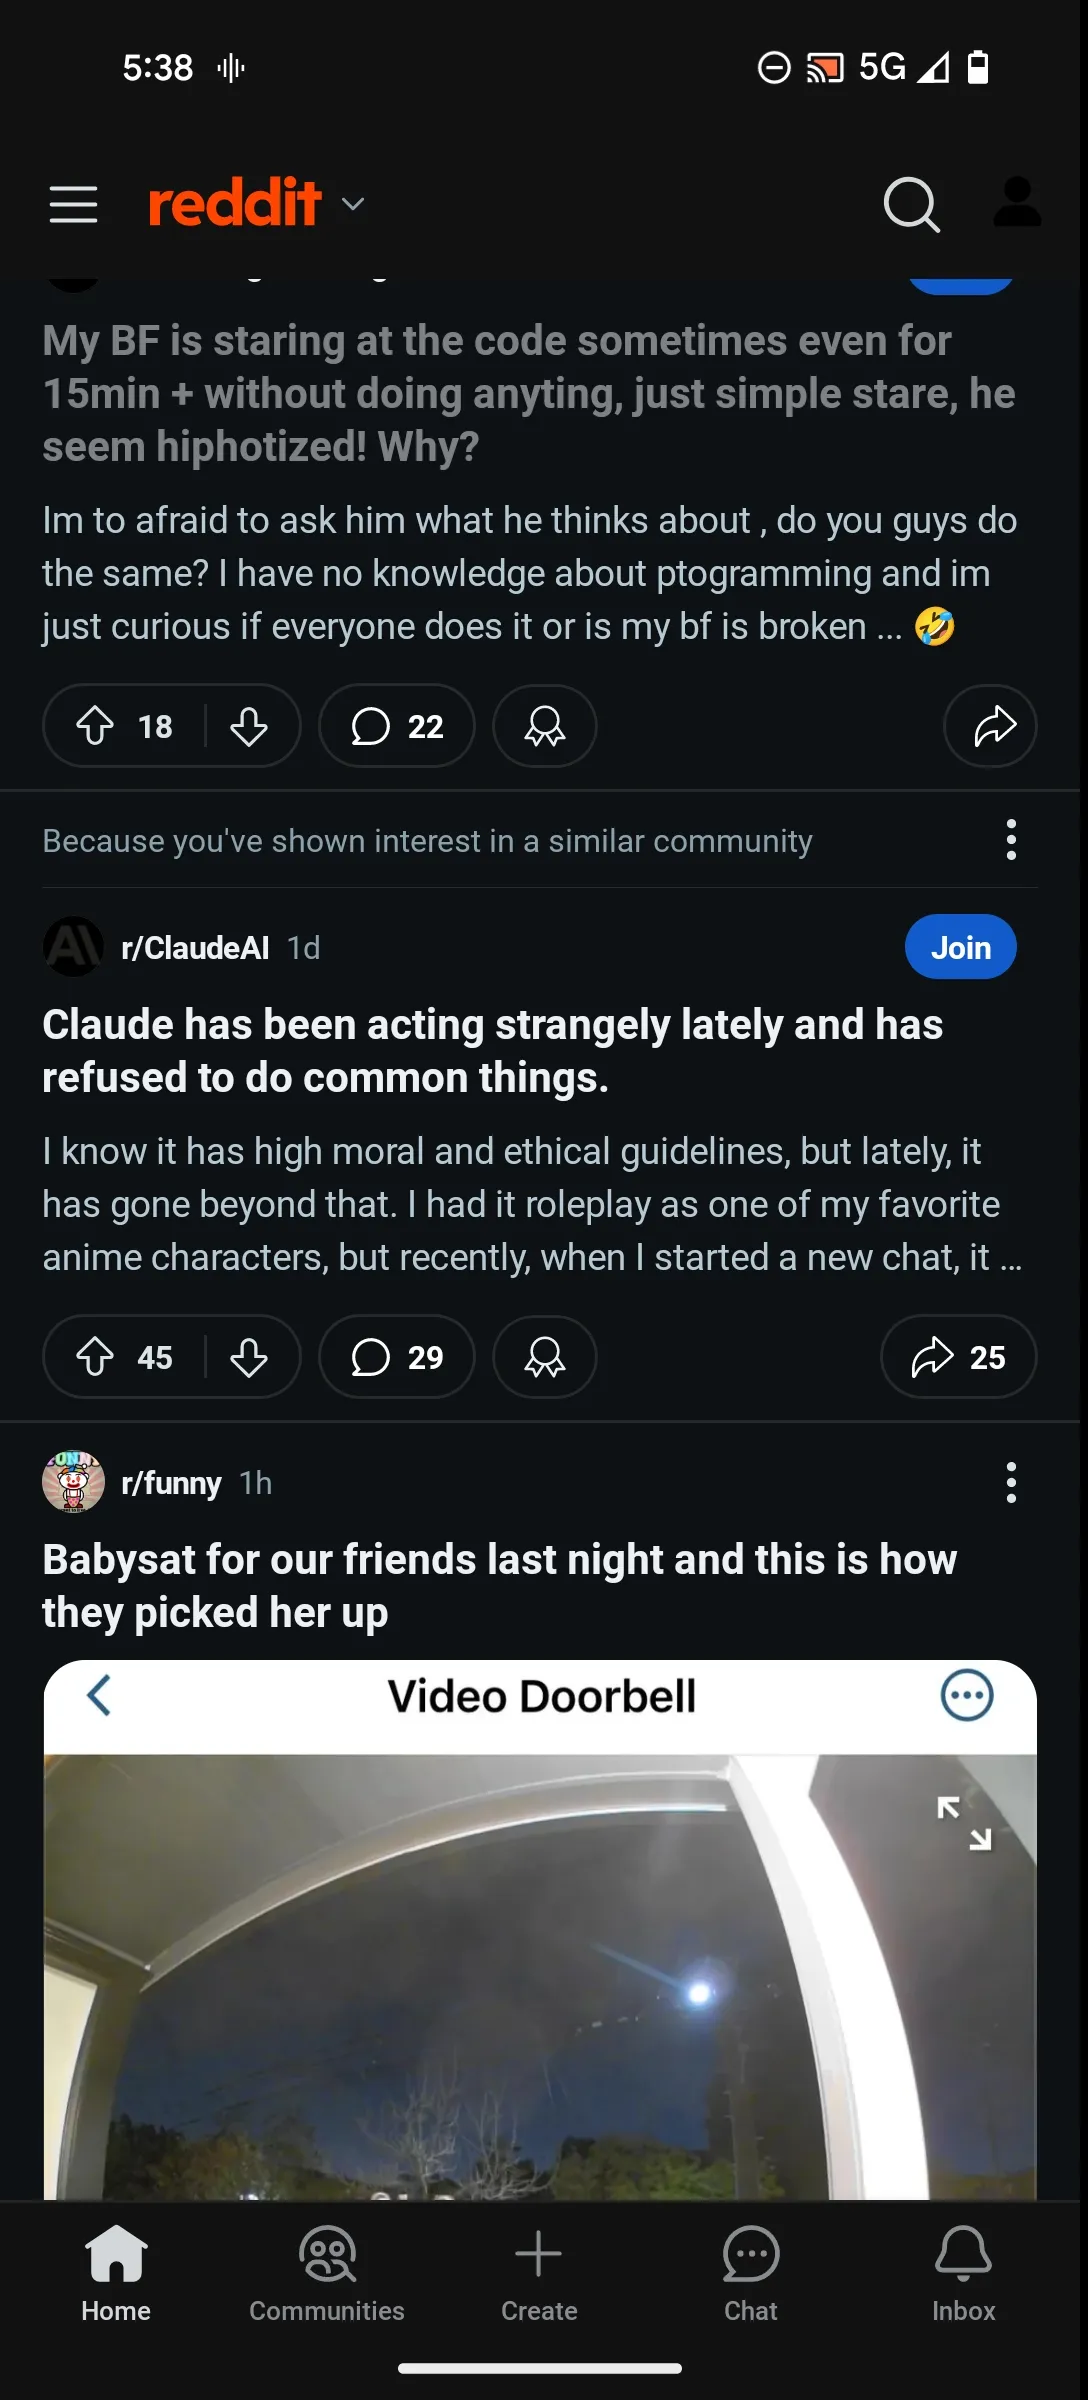 5:38
5G
reddit
My BF is staring at the code sometimes even for
15min + without doing anyting, just simple stare, he
seem hiphotized! Why?
Im to afraid to ask him what he thinks about , do you guys do
the same? I have no knowledge about ptogramming and im
just curious if everyone does it or is my bf is broken ... 🤣
18
22
Because you've shown interest in a similar community
A\
r/ClaudeAI 1d
Join
Claude has been acting strangely lately and has
refused to do common things.
I know it has high moral and ethical guidelines, but lately, it
has gone beyond that. I had it roleplay as one of my favorite
anime characters, but recently, when I started a new chat, it ...
45
29
25
r/funny 1h
Babysat for our friends last night and this is how
they picked her up
Video Doorbell
Home
Communities
Create
Chat
Inbox